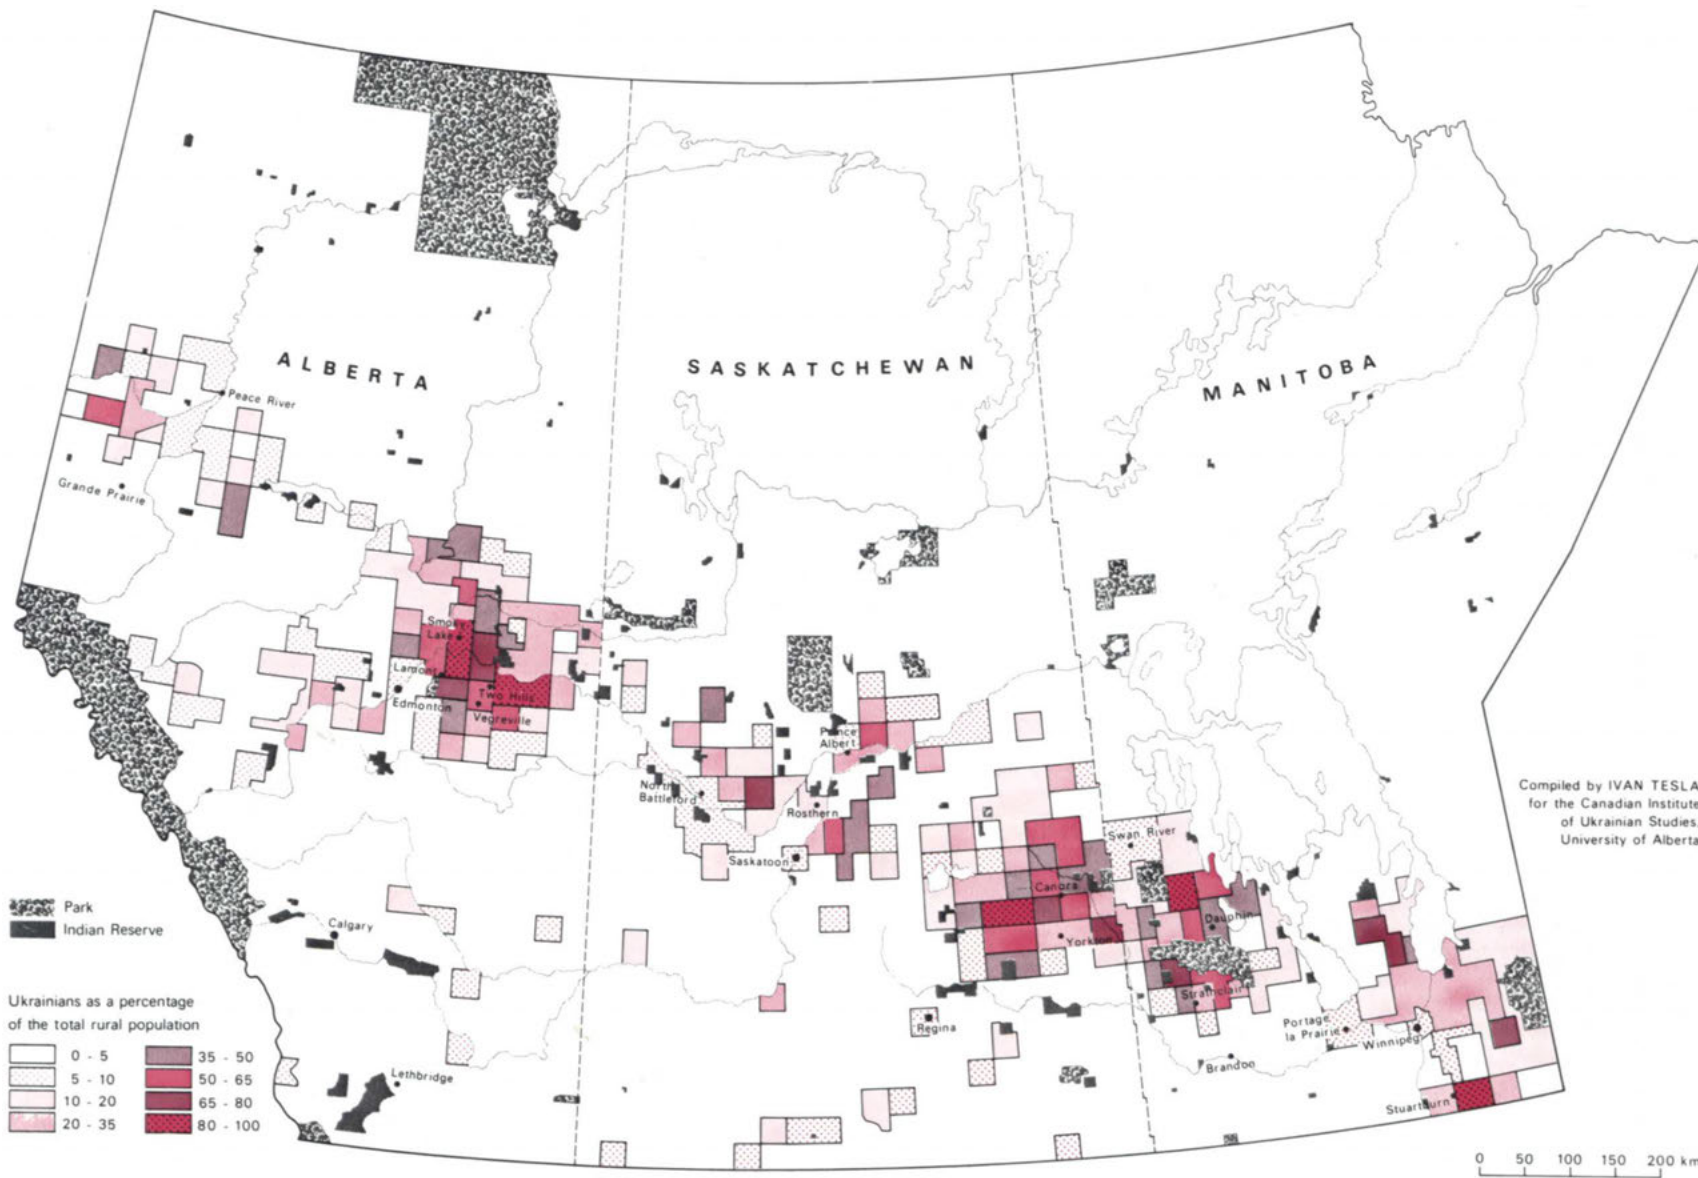 ALBERTA
SASKATCHEWAN
MANITOBA
Peace River
Grande Prairie
Smoky
Lake
Lamont
Edmonton
Two Hills
Vegreville
Prince
Albert
North
Battleford
Rosthern
Saskatoon
Swan River
Canora
Dauphin
Yorkton
Strathclair
Calgary
Regina
Portage
la Prairie
Winnipeg
Brandon
Lethbridge
Stuartburn
Compiled by IVAN TESLA
for the Canadian Institute
of Ukrainian Studies.
University of Alberta
Park
Indian Reserve
Ukrainians as a percentage
of the total rural population
0 - 5
5 - 10
10 - 20
20 - 35
35 - 50
50 - 65
65 - 80
80 - 100
0 50 100 150 200 km